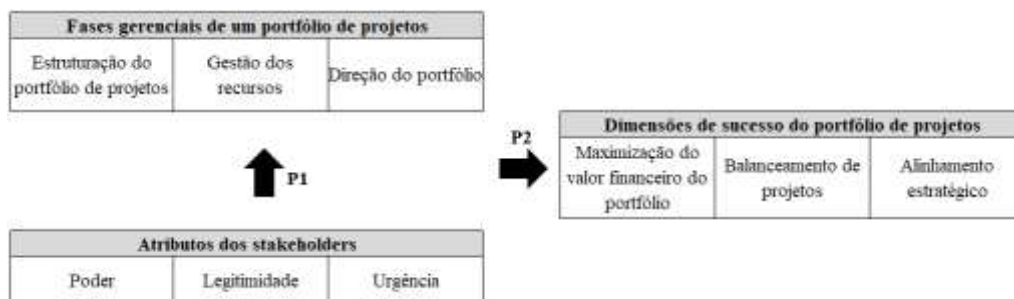 Fases gerenciais de um portfólio de projetos
Estruturação do
portfólio de projetos
Gestão dos
recursos
Direção do portfólio
P1
P2
Dimensões de sucesso do portfólio de projetos
Maximização do
valor financeiro do
portfólio
Balanceamento de
projetos
Alinhamento
estratégico
Atributos dos stakeholders
Poder
Legitimidade
Urgência